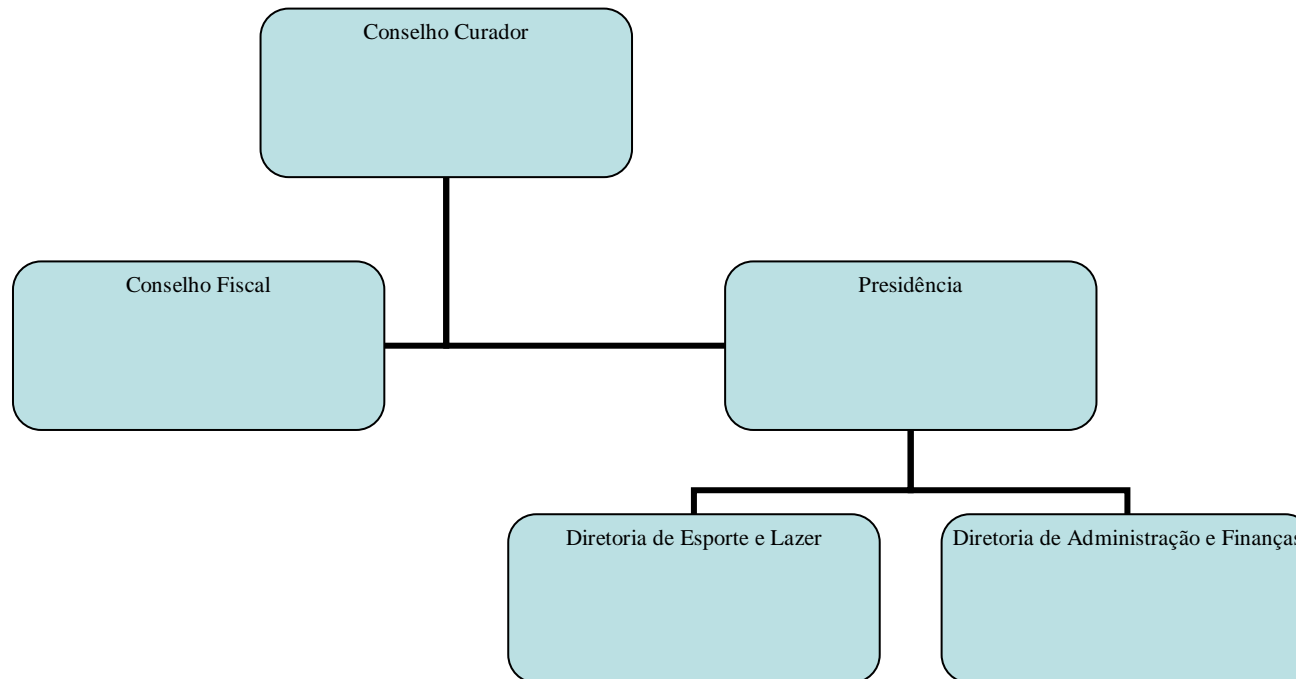 Conselho Curador
Conselho Fiscal
Presidência
Diretoria de Esporte e Lazer
Diretoria de Administração e Finanças